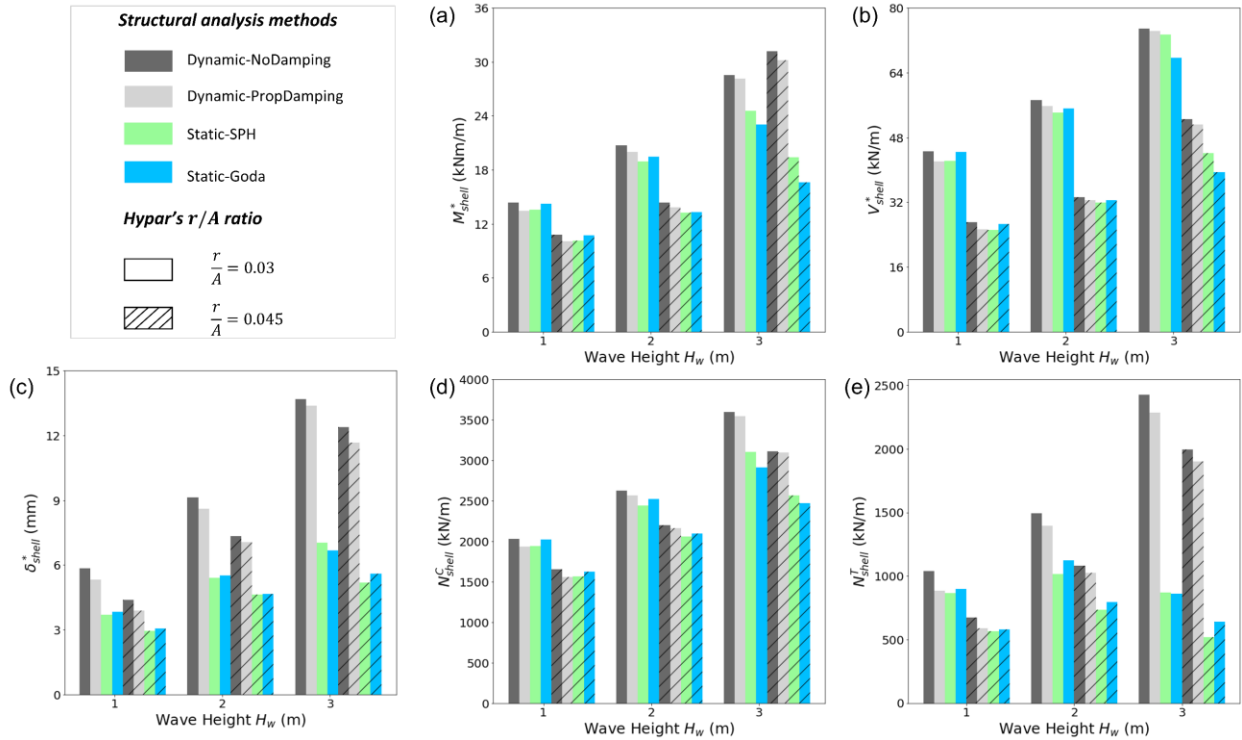 Structural analysis methods
Dynamic-NoDamping
Dynamic-PropDamping
Static-SPH
Static-Goda
Hypar's r/A ratio
r/A = 0.03
r/A = 0.045
(a)
36
30
24
18
12
6
0
M*shell (kNm/m)
1 2 3
Wave Height Hw (m)
(b)
80
64
48
32
16
0
V*shell (kN/m)
1 2 3
Wave Height Hw (m)
(c)
15
12
9
6
3
0
δ*shell (mm)
1 2 3
Wave Height Hw (m)
(d)
4000
3500
3000
2500
2000
1500
1000
500
0
N^C shell (kN/m)
1 2 3
Wave Height Hw (m)
(e)
2500
2000
1500
1000
500
0
N^T shell (kN/m)
1 2 3
Wave Height Hw (m)